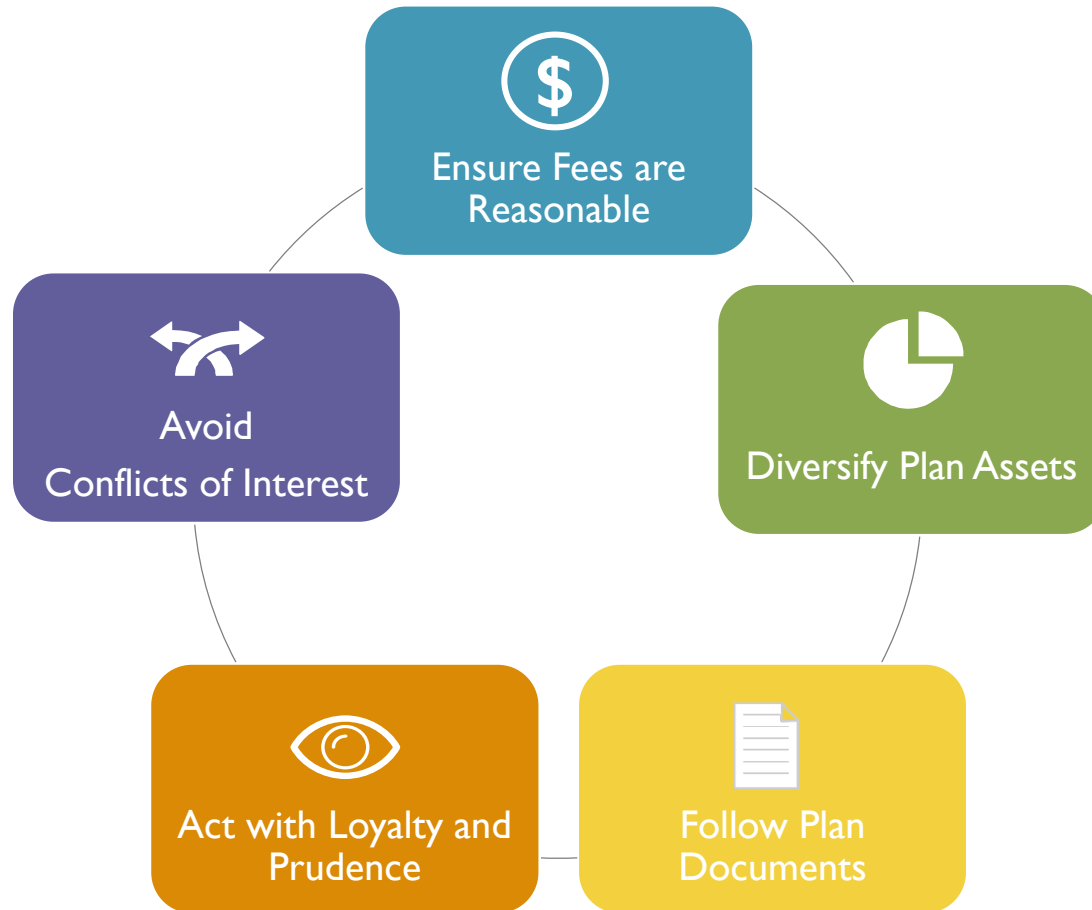 $
Ensure Fees are
Reasonable
Diversify Plan Assets
Follow Plan
Documents
Act with Loyalty and
Prudence
Avoid
Conflicts of Interest